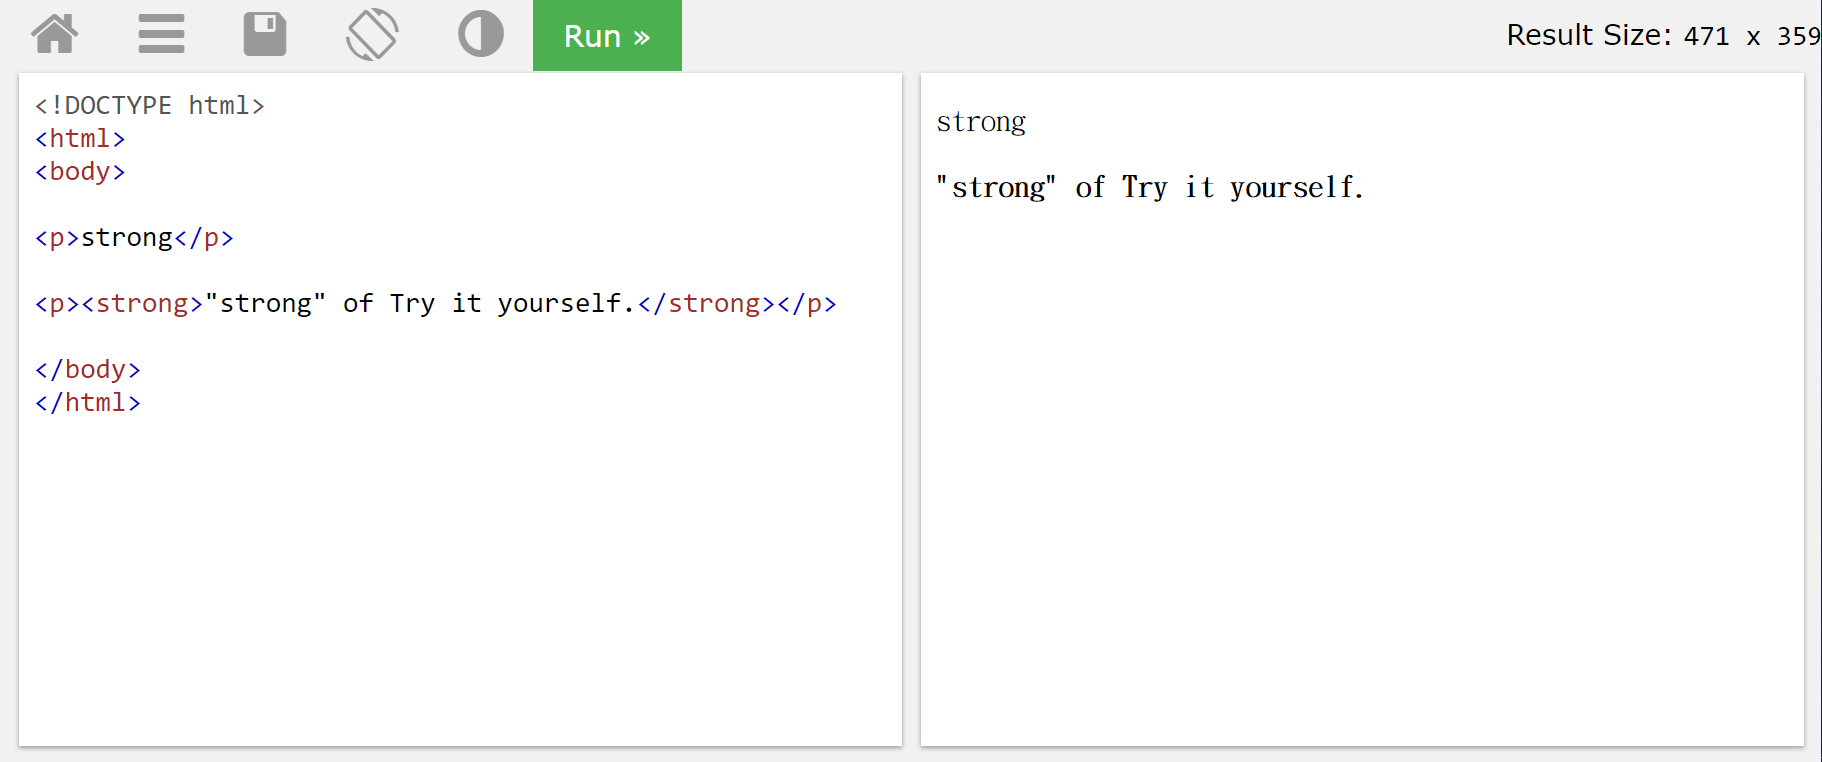 Run »
Result Size: 471 x 359
<!DOCTYPE html>
<html>
<body>
<p>strong</p>
<p><strong>"strong" of Try it yourself.</strong></p>
</body>
</html>
strong
"strong" of Try it yourself.